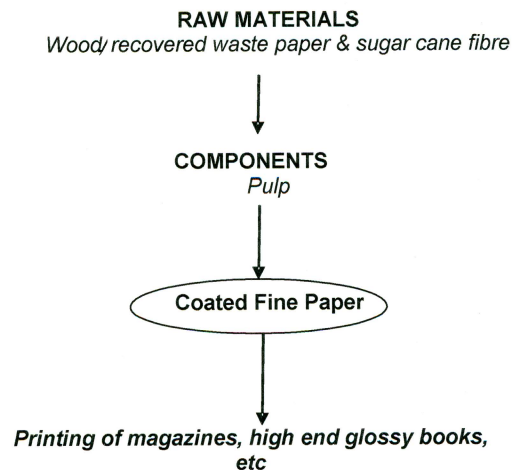 RAW MATERIALS
Wood/recovered waste paper & sugar cane fibre
COMPONENTS
Pulp
Coated Fine Paper
Printing of magazines, high end glossy books,
etc